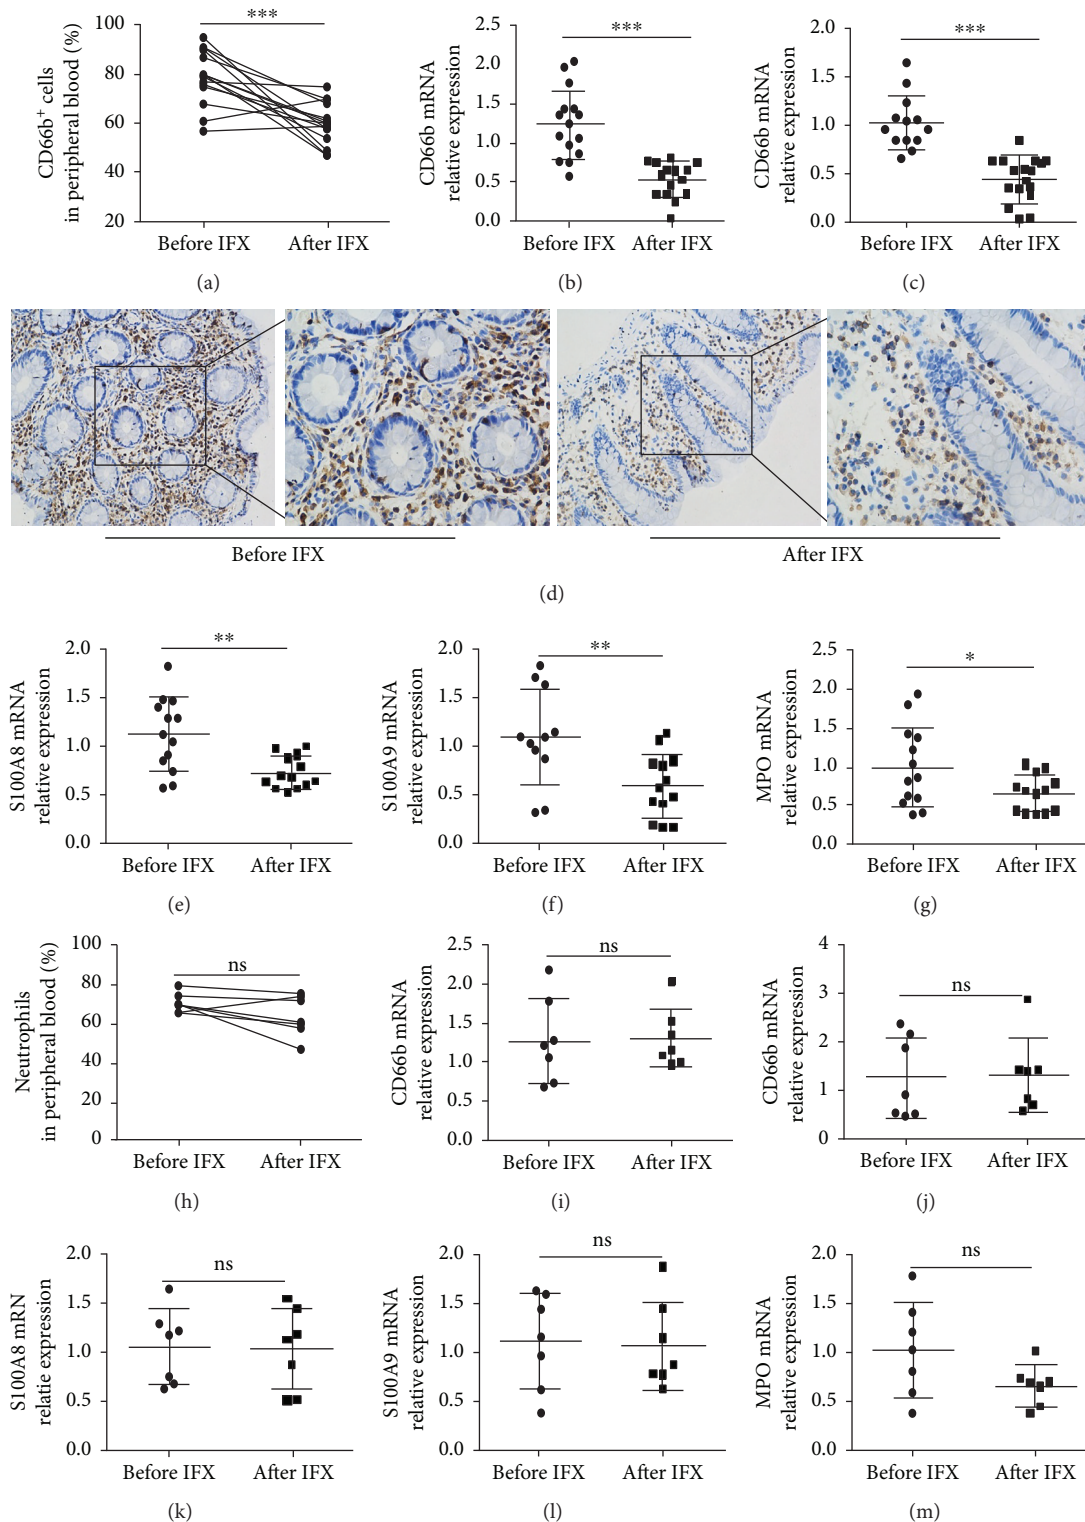 CD66b+ cells
in peripheral blood (%)
100
80
60
40
20
***
Before IFX
After IFX
(a)
CD66b mRNA
relative expression
2.5
2.0
1.5
1.0
0.5
0.0
***
Before IFX
After IFX
(b)
CD66b mRNA
relative expression
2.0
1.5
1.0
0.5
0.0
***
Before IFX
After IFX
(c)
Before IFX
After IFX
(d)
S100A8 mRNA
relative expression
2.0
1.5
1.0
0.5
0.0
**
Before IFX
After IFX
(e)
S100A9 mRNA
relative expression
2.0
1.5
1.0
0.5
0.0
**
Before IFX
After IFX
(f)
MPO mRNA
relative expression
2.5
2.0
1.5
1.0
0.5
0.0
*
Before IFX
After IFX
(g)
Neutrophils
in peripheral blood (%)
100
80
60
40
20
0
ns
Before IFX
After IFX
(h)
CD66b mRNA
relative expression
2.5
2.0
1.5
1.0
0.5
0.0
ns
Before IFX
After IFX
(i)
CD66b mRNA
relative expression
4
3
2
1
0
ns
Before IFX
After IFX
(j)
S100A8 mRN
relatie expression
2.0
1.5
1.0
0.5
0.0
ns
Before IFX
After IFX
(k)
S100A9 mRNA
relative expression
2.0
1.5
1.0
0.5
0.0
ns
Before IFX
After IFX
(l)
MPO mRNA
relative expression
2.0
1.5
1.0
0.5
0.0
ns
Before IFX
After IFX
(m)